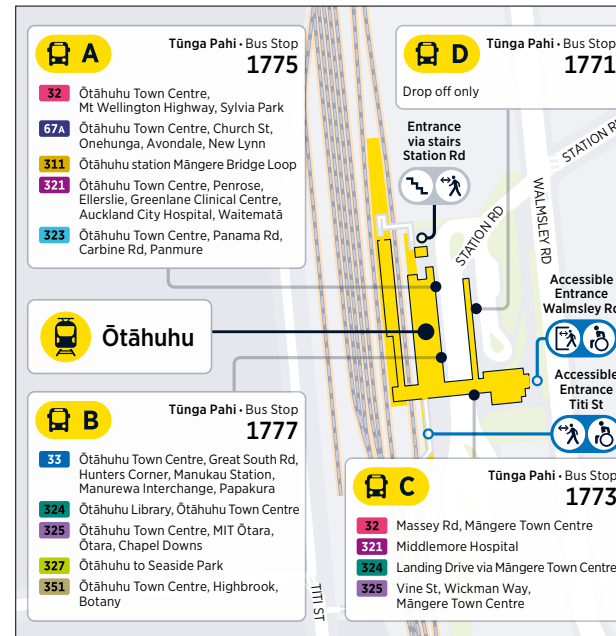 A
Tūnga Pahi • Bus Stop
1775
32 Ōtāhuhu Town Centre,
Mt Wellington Highway, Sylvia Park
67A Ōtāhuhu Town Centre, Church St,
Onehunga, Avondale, New Lynn
311 Ōtāhuhu station Māngere Bridge Loop
321 Ōtāhuhu Town Centre, Penrose,
Ellerslie, Greenlane Clinical Centre,
Auckland City Hospital, Waitematā
323 Ōtāhuhu Town Centre, Panama Rd,
Carbine Rd, Panmure
D
Tūnga Pahi • Bus Stop
1771
Drop off only
Entrance
via stairs
Station Rd
STATION RD
STATION R
WALMSLEY RD
Accessible
Entrance
Walmsley Rd
Ōtāhuhu
Accessible
Entrance
Titi St
B
Tūnga Pahi • Bus Stop
1777
33 Ōtāhuhu Town Centre, Great South Rd,
Hunters Corner, Manukau Station,
Manurewa Interchange, Papakura
324 Ōtāhuhu Library, Ōtāhuhu Town Centre
325 Ōtāhuhu Town Centre, MIT Ōtara,
Ōtara, Chapel Downs
327 Ōtāhuhu to Seaside Park
351 Ōtāhuhu Town Centre, Highbrook,
Botany
TITI ST
C
Tūnga Pahi • Bus Stop
1773
32 Massey Rd, Māngere Town Centre
321 Middlemore Hospital
324 Landing Drive via Māngere Town Centre
325 Vine St, Wickman Way,
Māngere Town Centre